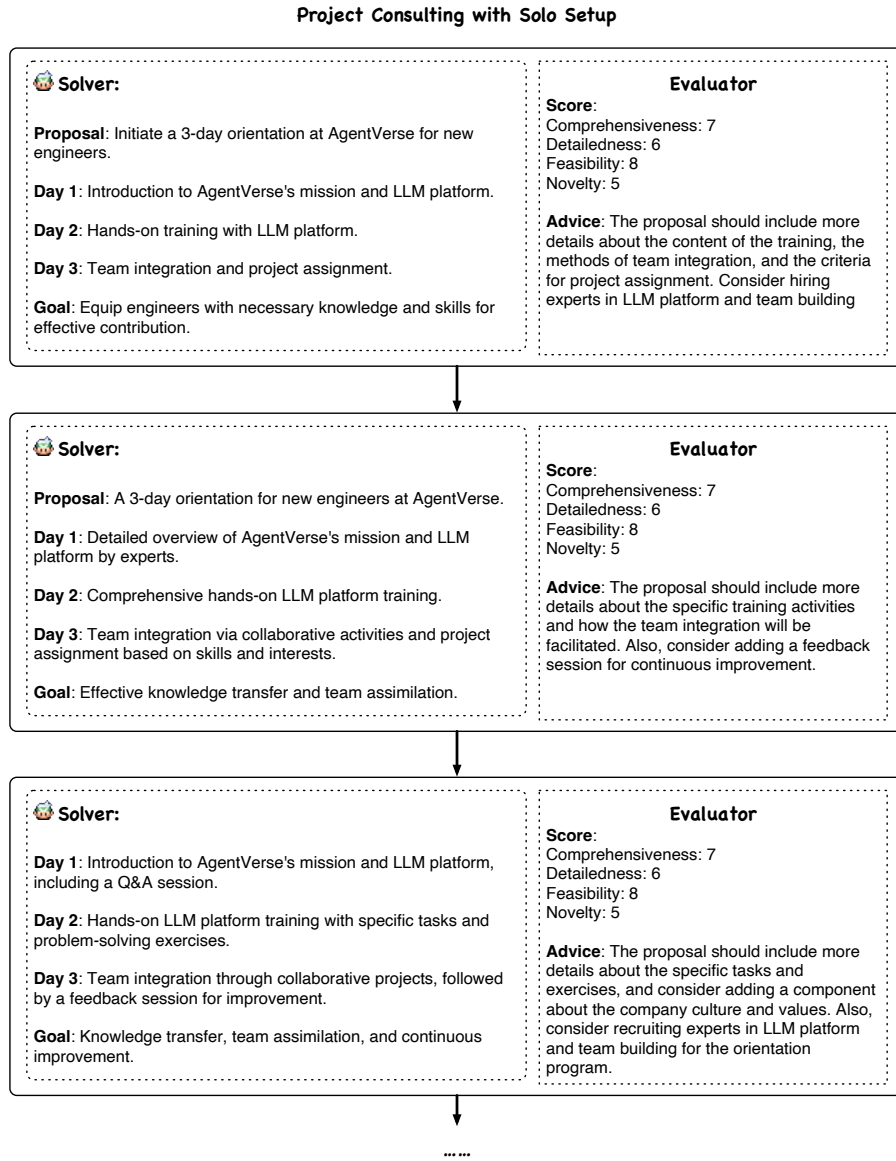 Project Consulting with Solo Setup
Solver:
Proposal: Initiate a 3-day orientation at AgentVerse for new
engineers.
Day 1: Introduction to AgentVerse's mission and LLM platform.
Day 2: Hands-on training with LLM platform.
Day 3: Team integration and project assignment.
Goal: Equip engineers with necessary knowledge and skills for
effective contribution.
Evaluator
Score:
Comprehensiveness: 7
Detailedness: 6
Feasibility: 8
Novelty: 5
Advice: The proposal should include more
details about the content of the training, the
methods of team integration, and the criteria
for project assignment. Consider hiring
experts in LLM platform and team building
Solver:
Proposal: A 3-day orientation for new engineers at AgentVerse.
Day 1: Detailed overview of AgentVerse's mission and LLM
platform by experts.
Day 2: Comprehensive hands-on LLM platform training.
Day 3: Team integration via collaborative activities and project
assignment based on skills and interests.
Goal: Effective knowledge transfer and team assimilation.
Evaluator
Score:
Comprehensiveness: 7
Detailedness: 6
Feasibility: 8
Novelty: 5
Advice: The proposal should include more
details about the specific training activities
and how the team integration will be
facilitated. Also, consider adding a feedback
session for continuous improvement.
Solver:
Day 1: Introduction to AgentVerse's mission and LLM platform,
including a Q&A session.
Day 2: Hands-on LLM platform training with specific tasks and
problem-solving exercises.
Day 3: Team integration through collaborative projects, followed
by a feedback session for improvement.
Goal: Knowledge transfer, team assimilation, and continuous
improvement.
Evaluator
Score:
Comprehensiveness: 7
Detailedness: 6
Feasibility: 8
Novelty: 5
Advice: The proposal should include more
details about the specific tasks and
exercises, and consider adding a component
about the company culture and values. Also,
consider recruiting experts in LLM platform
and team building for the orientation
program.
......